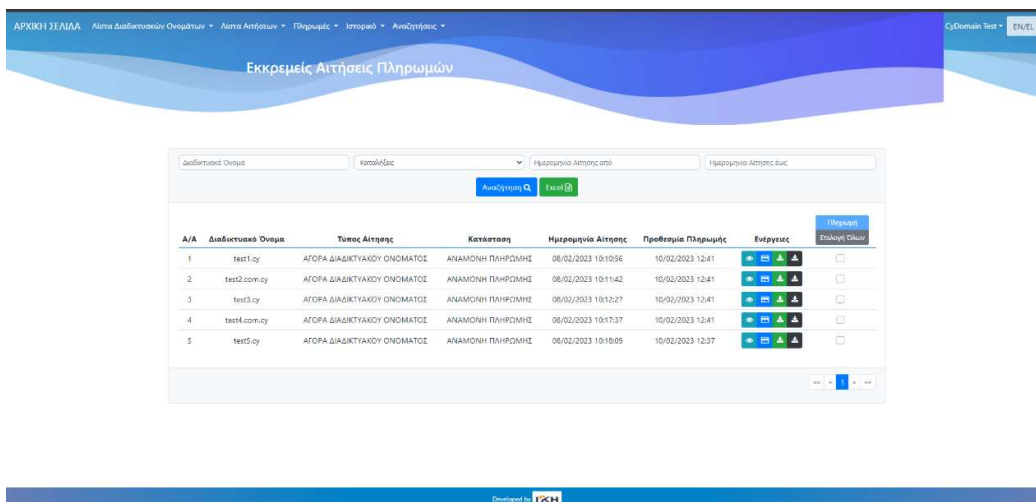 ΑΡΧΙΚΗ ΣΕΛΙΔΑ Λίστα Διαδικτυακών Ονομάτων Λίστα Αιτήσεων Πληρωμές Ιστορικό Αναζητήσεις CyDomain Test EN/EL
Εκκρεμείς Αιτήσεις Πληρωμών
Διαδικτυακό Όνομα Καταλήξεις Ημερομηνία Αίτησης από Ημερομηνία Αίτησης έως
Αναζήτηση Excel
Πληρωμή
Α/Α Διαδικτυακό Όνομα Τύπος Αίτησης Κατάσταση Ημερομηνία Αίτησης Προθεσμία Πληρωμής Ενέργειες Επιλογή Όλων
1 test1.cy ΑΓΟΡΑ ΔΙΑΔΙΚΤΥΑΚΟΥ ΟΝΟΜΑΤΟΣ ΑΝΑΜΟΝΗ ΠΛΗΡΩΜΗΣ 08/02/2023 10:10:56 10/02/2023 12:41
2 test2.com.cy ΑΓΟΡΑ ΔΙΑΔΙΚΤΥΑΚΟΥ ΟΝΟΜΑΤΟΣ ΑΝΑΜΟΝΗ ΠΛΗΡΩΜΗΣ 08/02/2023 10:11:42 10/02/2023 12:41
3 test3.cy ΑΓΟΡΑ ΔΙΑΔΙΚΤΥΑΚΟΥ ΟΝΟΜΑΤΟΣ ΑΝΑΜΟΝΗ ΠΛΗΡΩΜΗΣ 08/02/2023 10:12:27 10/02/2023 12:41
4 test4.com.cy ΑΓΟΡΑ ΔΙΑΔΙΚΤΥΑΚΟΥ ΟΝΟΜΑΤΟΣ ΑΝΑΜΟΝΗ ΠΛΗΡΩΜΗΣ 08/02/2023 10:17:37 10/02/2023 12:41
5 test5.cy ΑΓΟΡΑ ΔΙΑΔΙΚΤΥΑΚΟΥ ΟΝΟΜΑΤΟΣ ΑΝΑΜΟΝΗ ΠΛΗΡΩΜΗΣ 08/02/2023 10:18:09 10/02/2023 12:37
«« « 1 » »»
Developed by